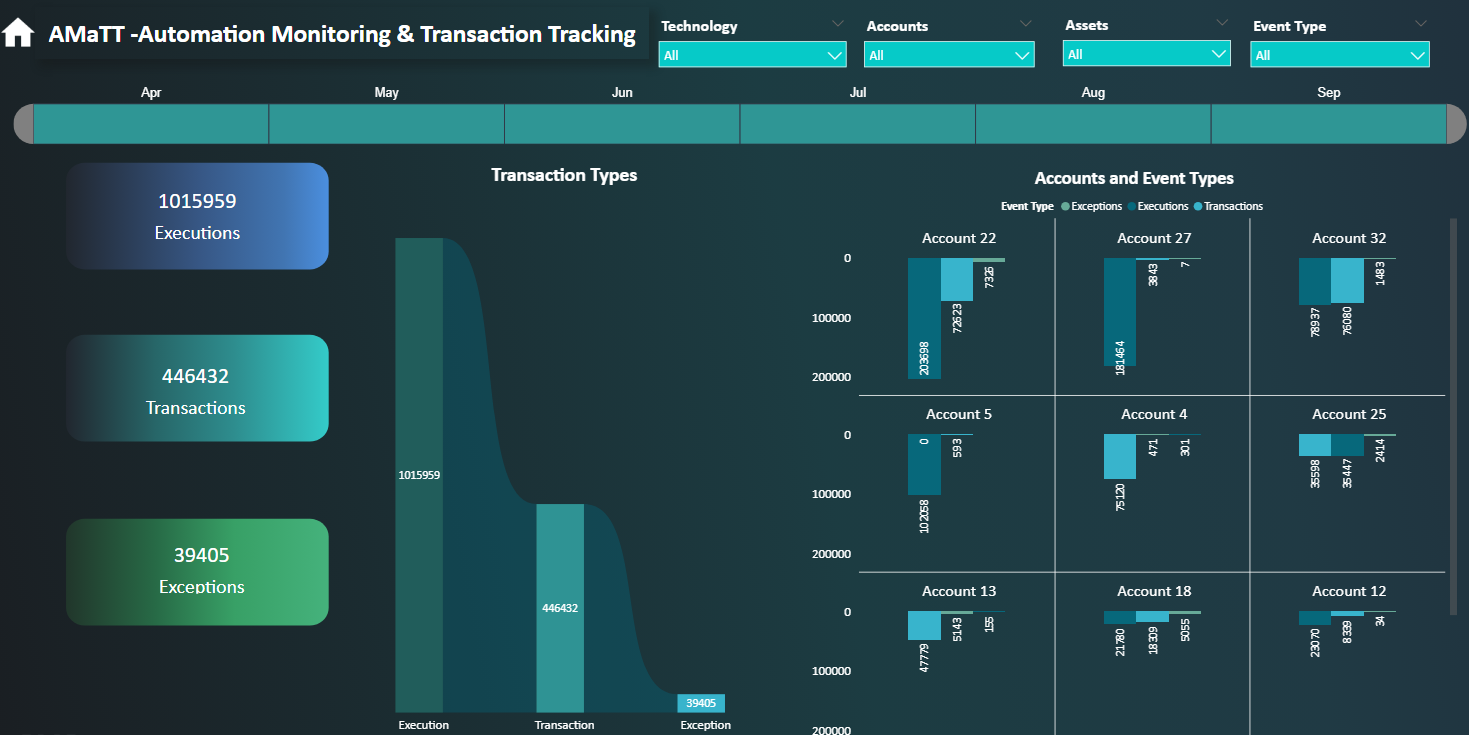 AMaTT -Automation Monitoring & Transaction Tracking
Technology
All
Accounts
All
Assets
All
Event Type
All
Apr May Jun Jul Aug Sep
1015959
Executions
446432
Transactions
39405
Exceptions
Transaction Types
1015959
446432
39405
Execution Transaction Exception
Accounts and Event Types
Event Type Exceptions Executions Transactions
Account 22 Account 27 Account 32
0
100000
200000
203698 72623 7326
181464 3843 7
78937 76080 1483
Account 5 Account 4 Account 25
0
100000
200000
102058 0 593
75120 471 301
35598 35447 2414
Account 13 Account 18 Account 12
0
100000
200000
47779 5143 155
21780 18309 5055
23070 8339 34